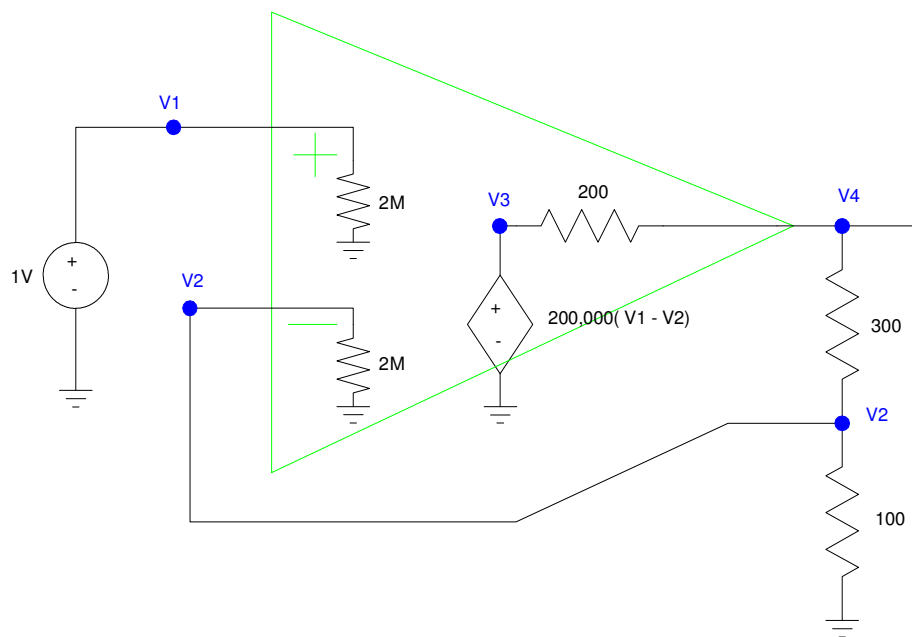 V1
+
2M
1V
+
-
V2
2M
V3
200
V4
+
-
200,000( V1 - V2)
300
V2
100